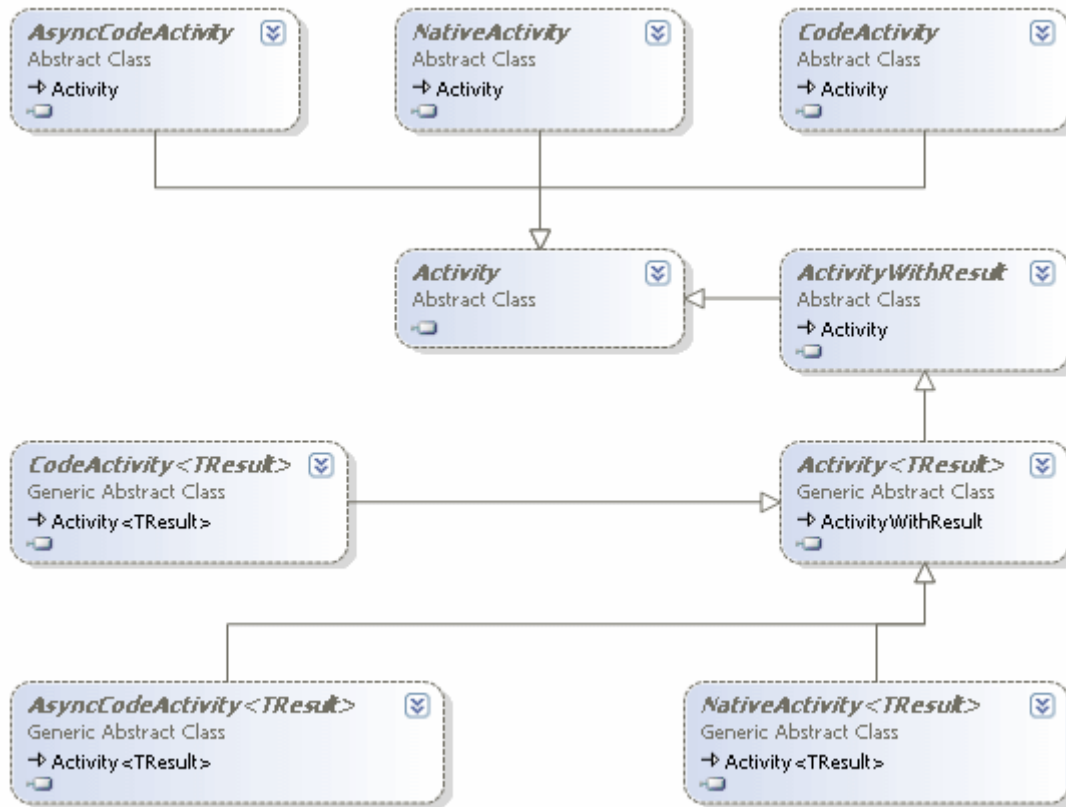 AsyncCodeActivity
Abstract Class
Activity
NativeActivity
Abstract Class
Activity
CodeActivity
Abstract Class
Activity
Activity
Abstract Class
ActivityWithResult
Abstract Class
Activity
CodeActivity<TResult>
Generic Abstract Class
Activity<TResult>
Activity<TResult>
Generic Abstract Class
ActivityWithResult
AsyncCodeActivity<TResult>
Generic Abstract Class
Activity<TResult>
NativeActivity<TResult>
Generic Abstract Class
Activity<TResult>